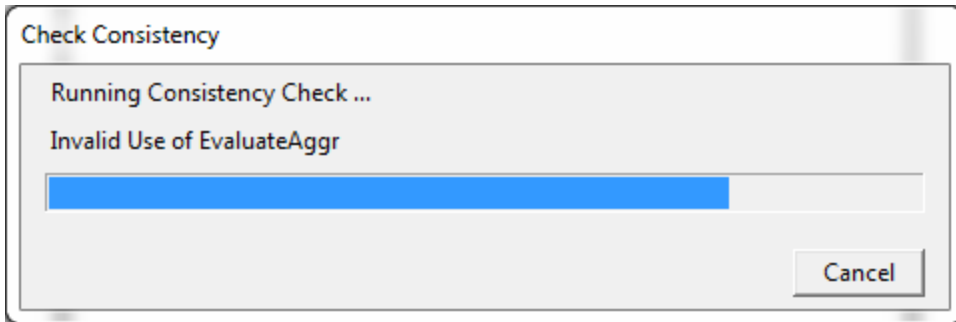 Check Consistency
Running Consistency Check ...
Invalid Use of EvaluateAggr
Cancel